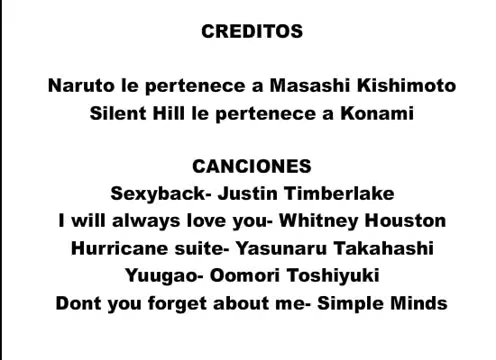 CREDITOS
Naruto le pertenece a Masashi Kishimoto
Silent Hill le pertenece a Konami
CANCIONES
Sexyback- Justin Timberlake
I will always love you- Whitney Houston
Hurricane suite- Yasunaru Takahashi
Yuugao- Oomori Toshiyuki
Dont you forget about me- Simple Minds